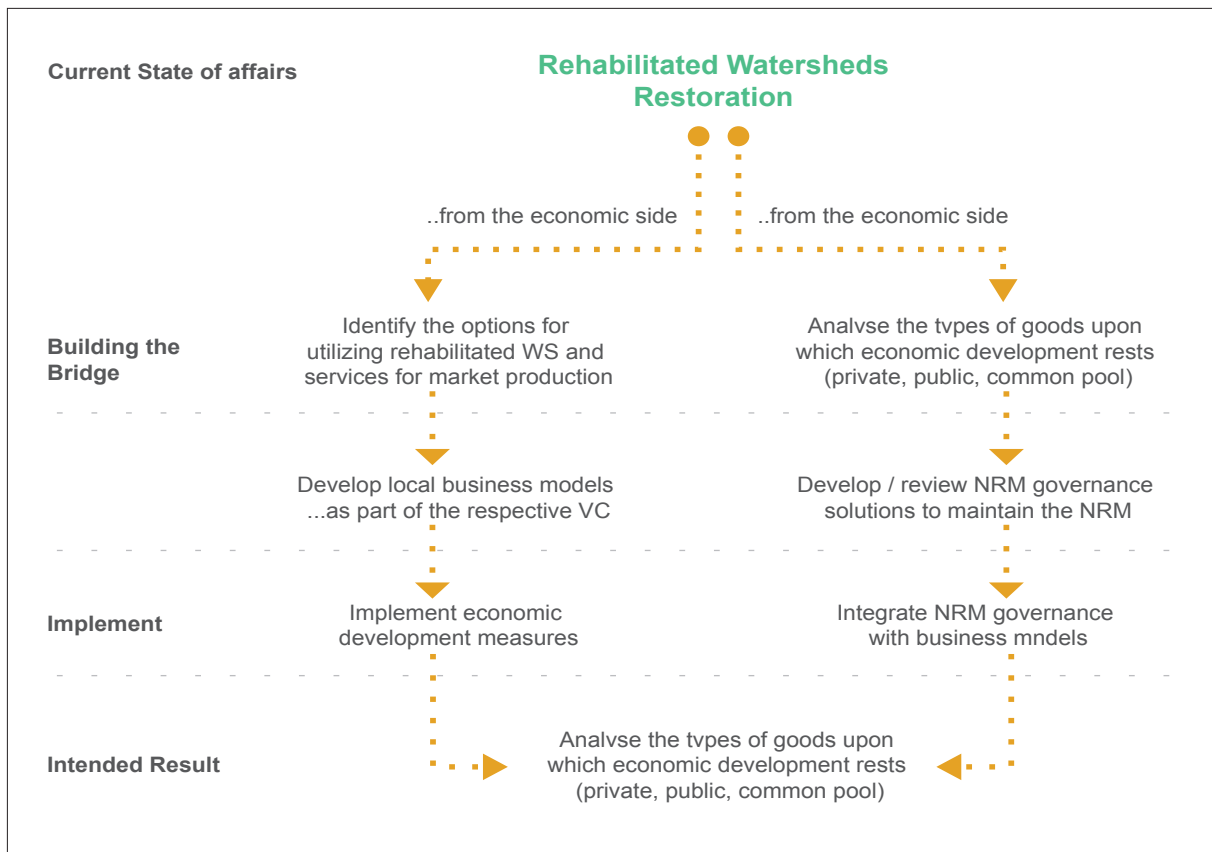 Current State of affairs
Rehabilitated Watersheds
Restoration
..from the economic side
..from the economic side
Building the
Bridge
Identify the options for
utilizing rehabilitated WS and
services for market production
Analvse the tvpes of goods upon
which economic development rests
(private, public, common pool)
Develop local business models
...as part of the respective VC
Develop / review NRM governance
solutions to maintain the NRM
Implement
Implement economic
development measures
Integrate NRM governance
with business mndels
Intended Result
Analvse the tvpes of goods upon
which economic development rests
(private, public, common pool)